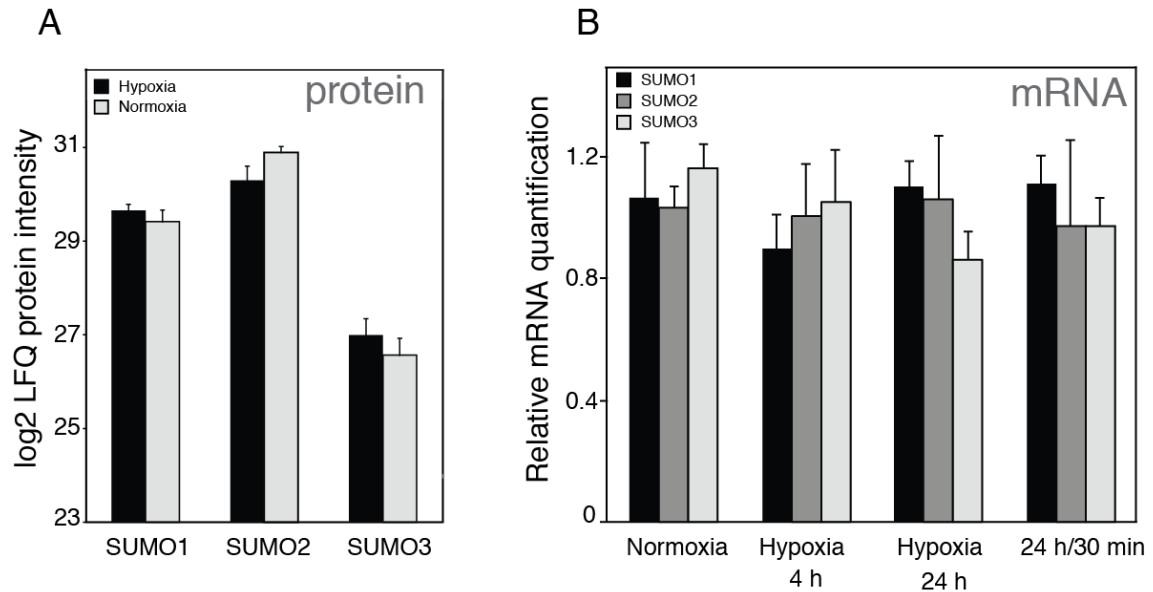 A
Hypoxia
Normoxia
protein
log2 LFQ protein intensity
31
29
27
25
23
SUMO1 SUMO2 SUMO3
B
SUMO1
SUMO2
SUMO3
mRNA
Relative mRNA quantification
1.2
0.8
0.4
0
Normoxia Hypoxia Hypoxia 24 h/30 min
4 h 24 h